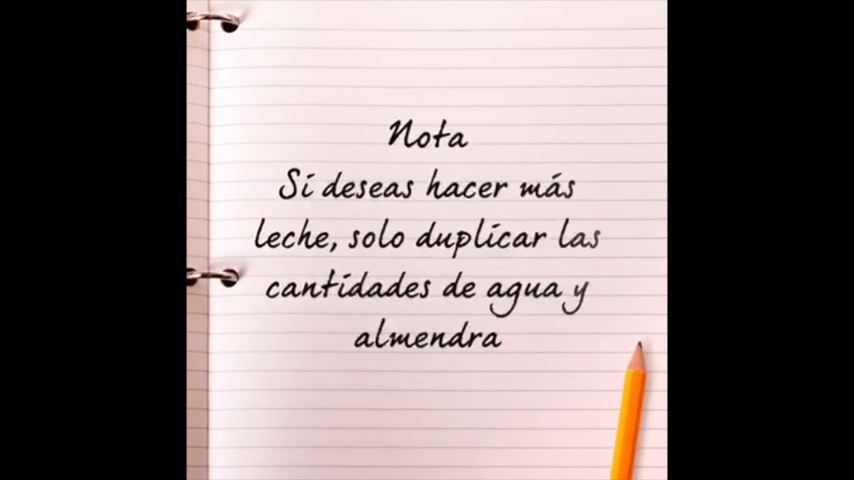 Nota
Si deseas hacer más
leche, solo duplicar las
cantidades de agua y
almendra